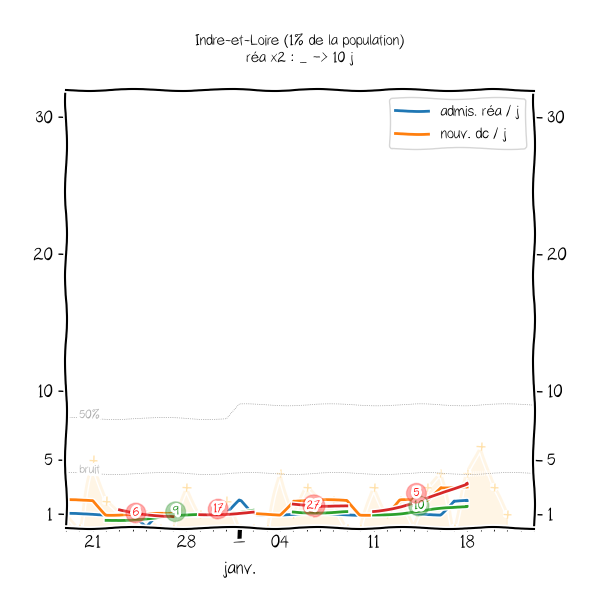 Indre-et-Loire (1% de la population)
réa x2 : _ -> 10 j
admis. réa / j
nouv. dc / j
30 30
20 20
10 10
50%
5 5
bruit
1 1
6 9 17 27 5 10
21 28 04 11 18
janv.